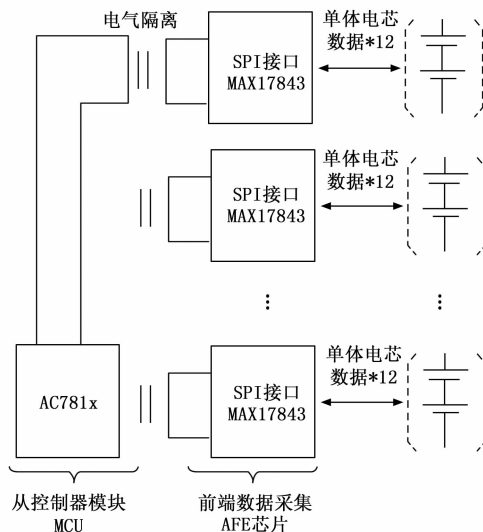 电气隔离
SPI接口
MAX17843
单体电芯
数据*12
SPI接口
MAX17843
单体电芯
数据*12
AC781x
SPI接口
MAX17843
单体电芯
数据*12
从控制器模块
MCU
前端数据采集
AFE芯片